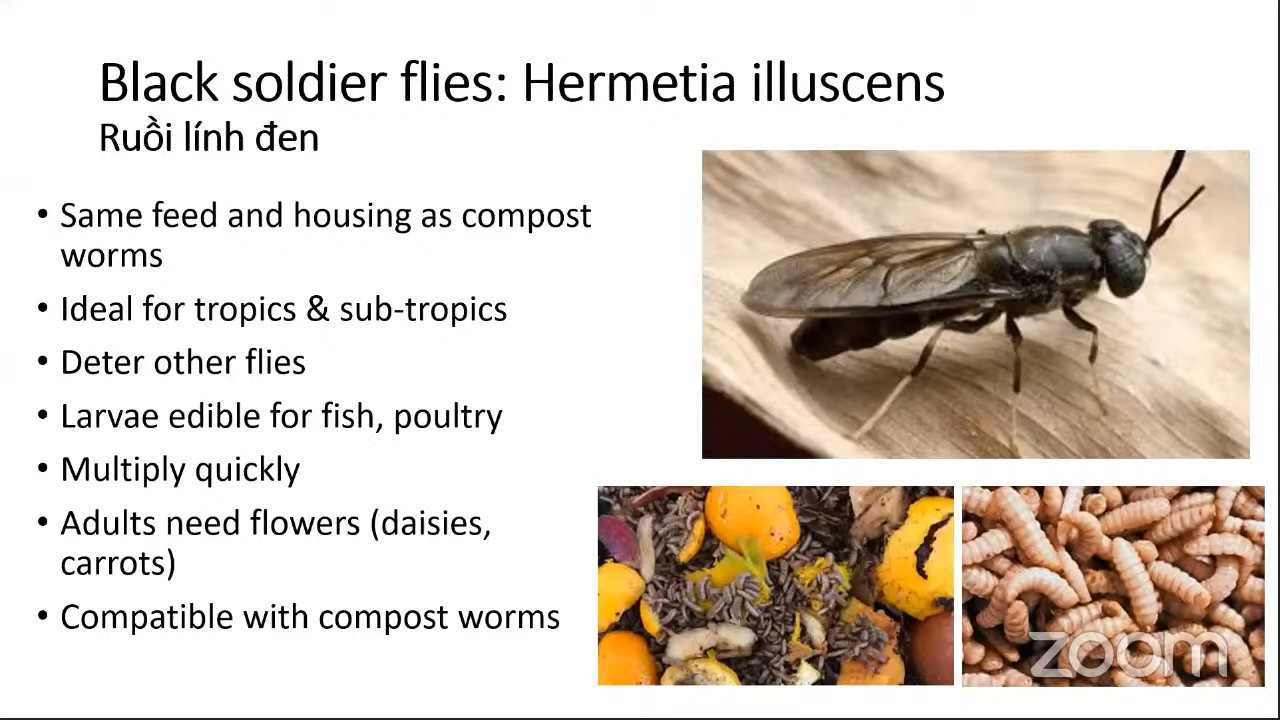 Black soldier flies: Hermetia illuscens
Ruồi lính đen
• Same feed and housing as compost
worms
• Ideal for tropics & sub-tropics
• Deter other flies
• Larvae edible for fish, poultry
• Multiply quickly
• Adults need flowers (daisies,
carrots)
• Compatible with compost worms
zoom